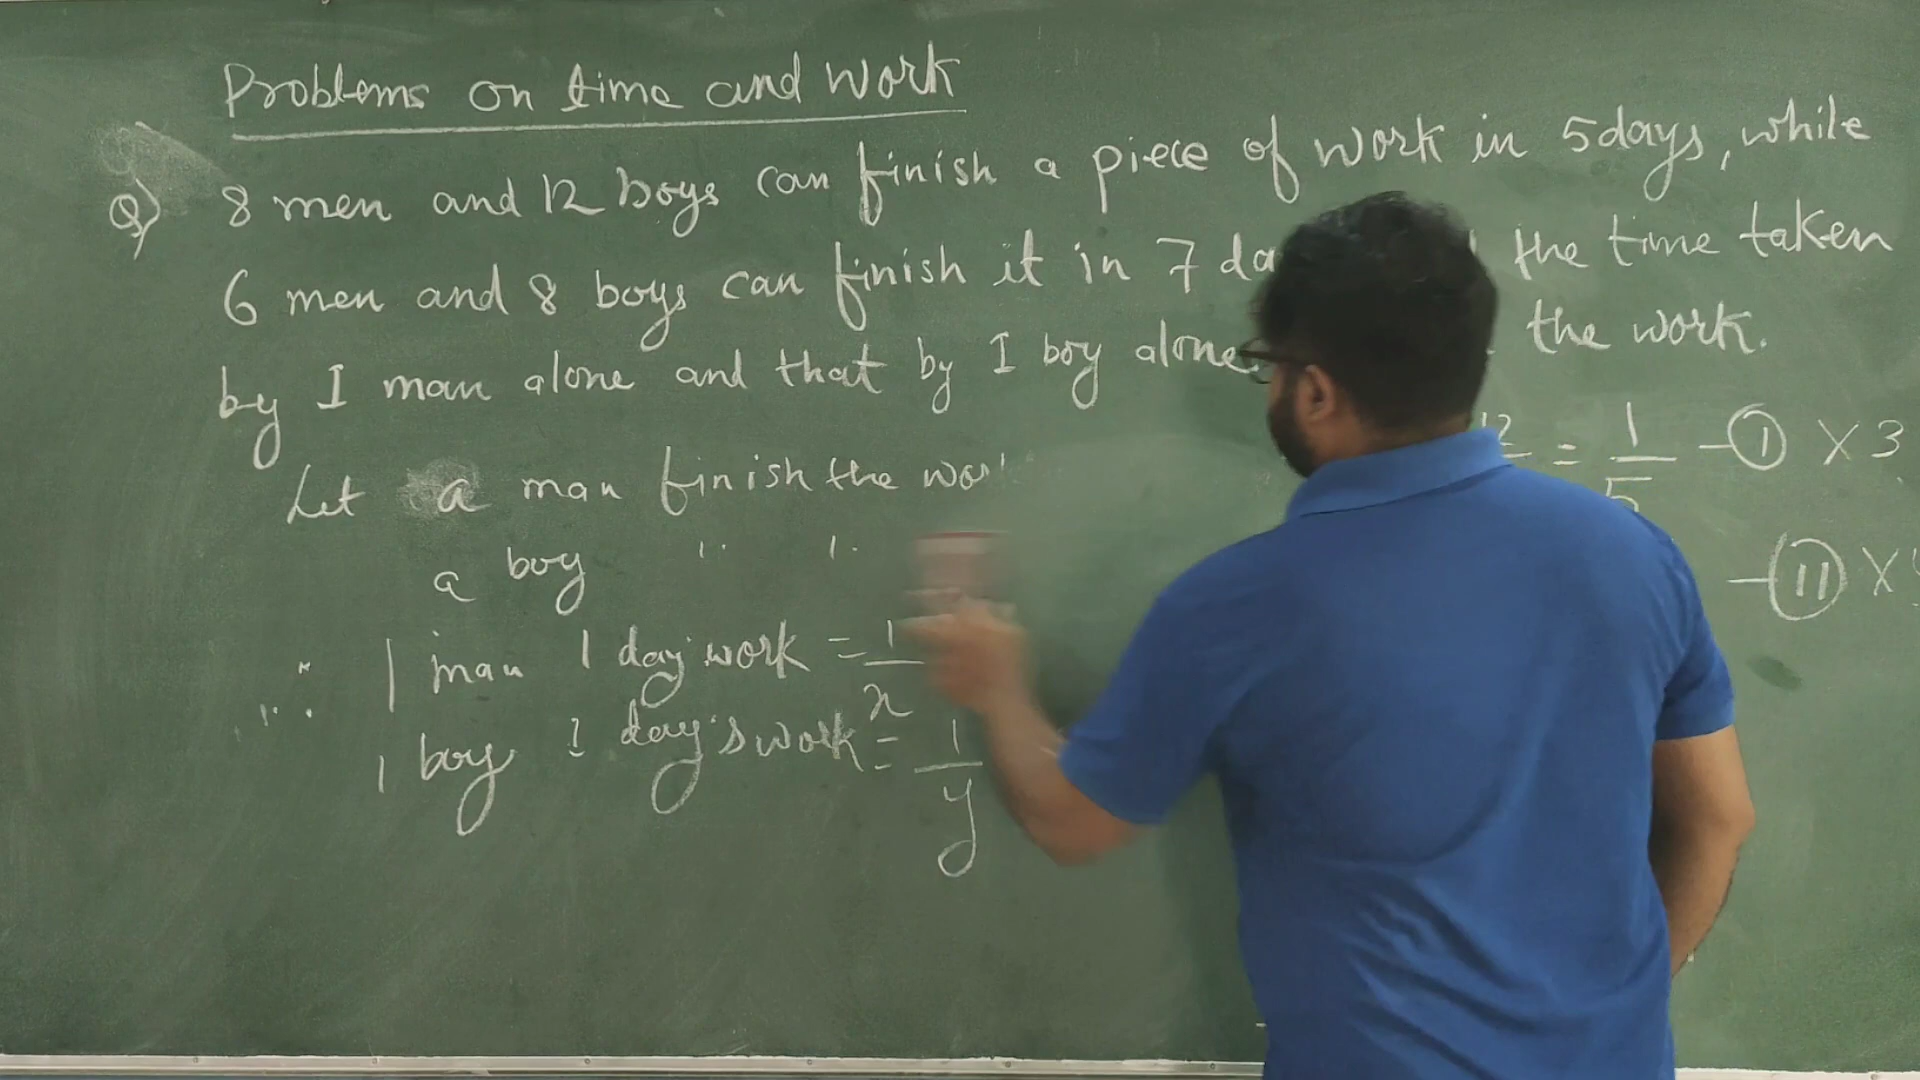 Problems on time and work
Q) 8 men and 12 boys can finish a piece of work in 5 days, while
6 men and 8 boys can finish it in 7 the time taken
by 1 man alone and that by 1 boy alone the work.
Let a man finish the
a boy
∴ 1 man 1 day work = 1/x
1 boy 1 day's work = 1/y
12 = 1/5 – ① × 3
– ⑪ ×